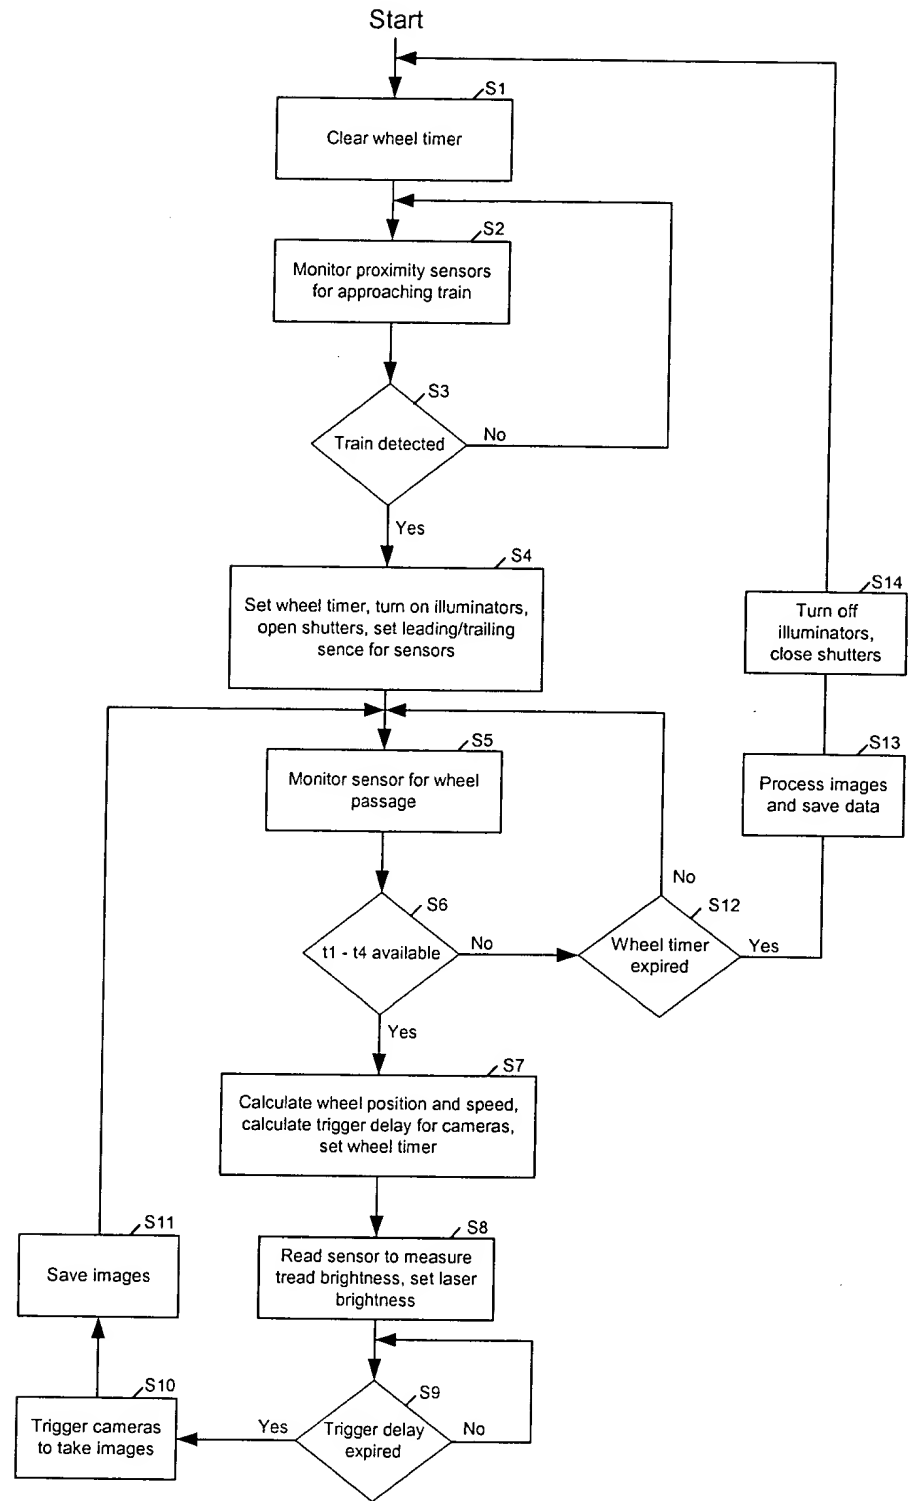 Start
S1
Clear wheel timer
S2
Monitor proximity sensors
for approaching train
S3
Train detected
No
Yes
S4
Set wheel timer, turn on illuminators,
open shutters, set leading/trailing
sence for sensors
S14
Turn off
illuminators,
close shutters
S5
Monitor sensor for wheel
passage
S13
Process images
and save data
No
S6
t1 - t4 available
No
S12
Wheel timer
expired
Yes
Yes
S7
Calculate wheel position and speed,
calculate trigger delay for cameras,
set wheel timer
S8
Read sensor to measure
tread brightness, set laser
brightness
S11
Save images
S9
Trigger delay
expired
No
Yes
S10
Trigger cameras
to take images